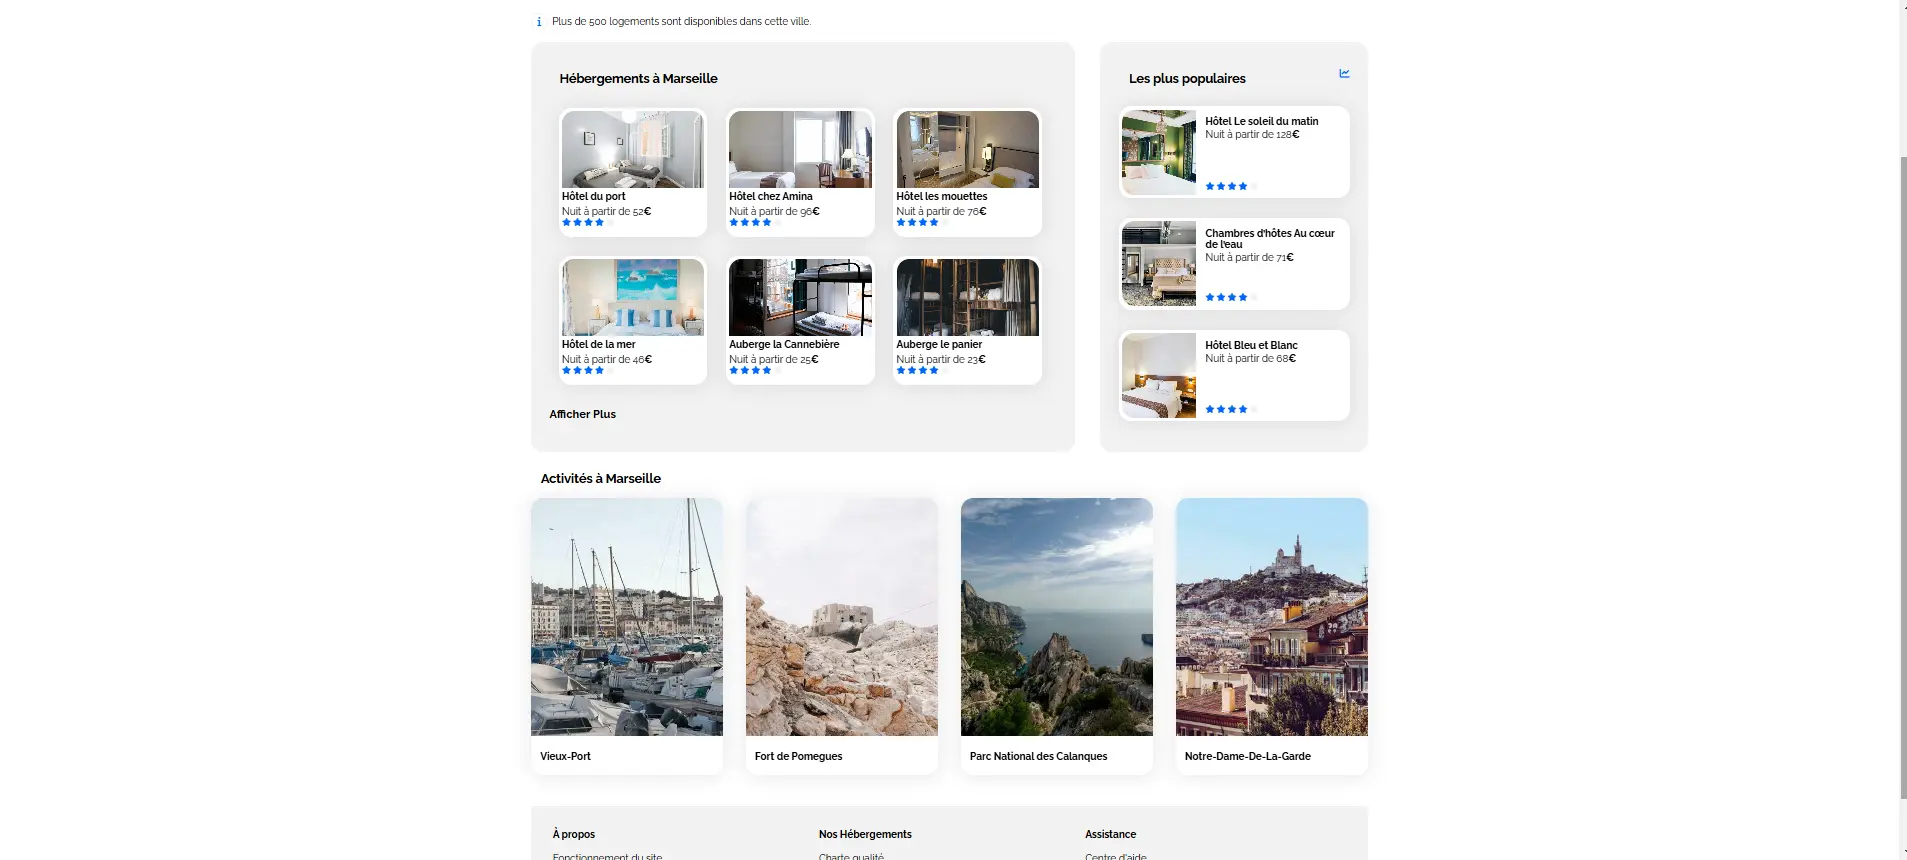 Plus de 500 logements sont disponibles dans cette ville.
Hébergements à Marseille
Hôtel du port
Nuit à partir de 52€
Hôtel chez Amina
Nuit à partir de 96€
Hôtel les mouettes
Nuit à partir de 76€
Hôtel de la mer
Nuit à partir de 46€
Auberge la Cannebière
Nuit à partir de 25€
Auberge le panier
Nuit à partir de 23€
Afficher Plus
Les plus populaires
Hôtel Le soleil du matin
Nuit à partir de 128€
Chambres d'hôtes Au cœur
de l'eau
Nuit à partir de 71€
Hôtel Bleu et Blanc
Nuit à partir de 68€
Activités à Marseille
Vieux-Port
Fort de Pomegues
Parc National des Calanques
Notre-Dame-De-La-Garde
À propos
Fonctionnement du site
Nos Hébergements
Charte qualité
Assistance
Centre d'aide